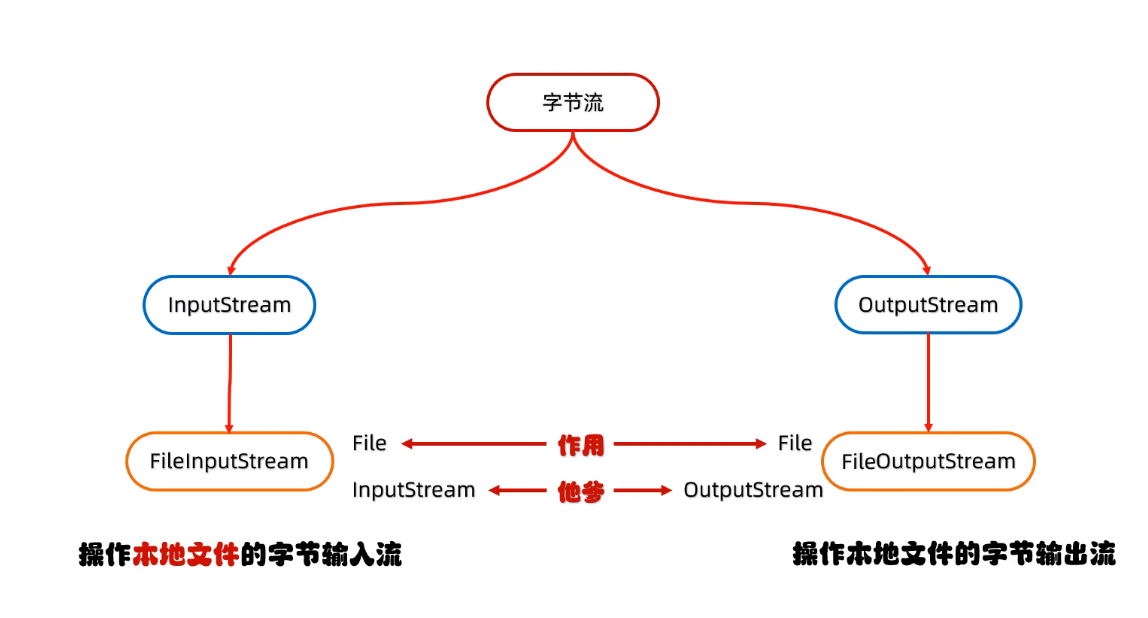 字节流
InputStream
OutputStream
FileInputStream
File
作用
File
FileOutputStream
InputStream
他爹
OutputStream
操作本地文件的字节输入流
操作本地文件的字节输出流